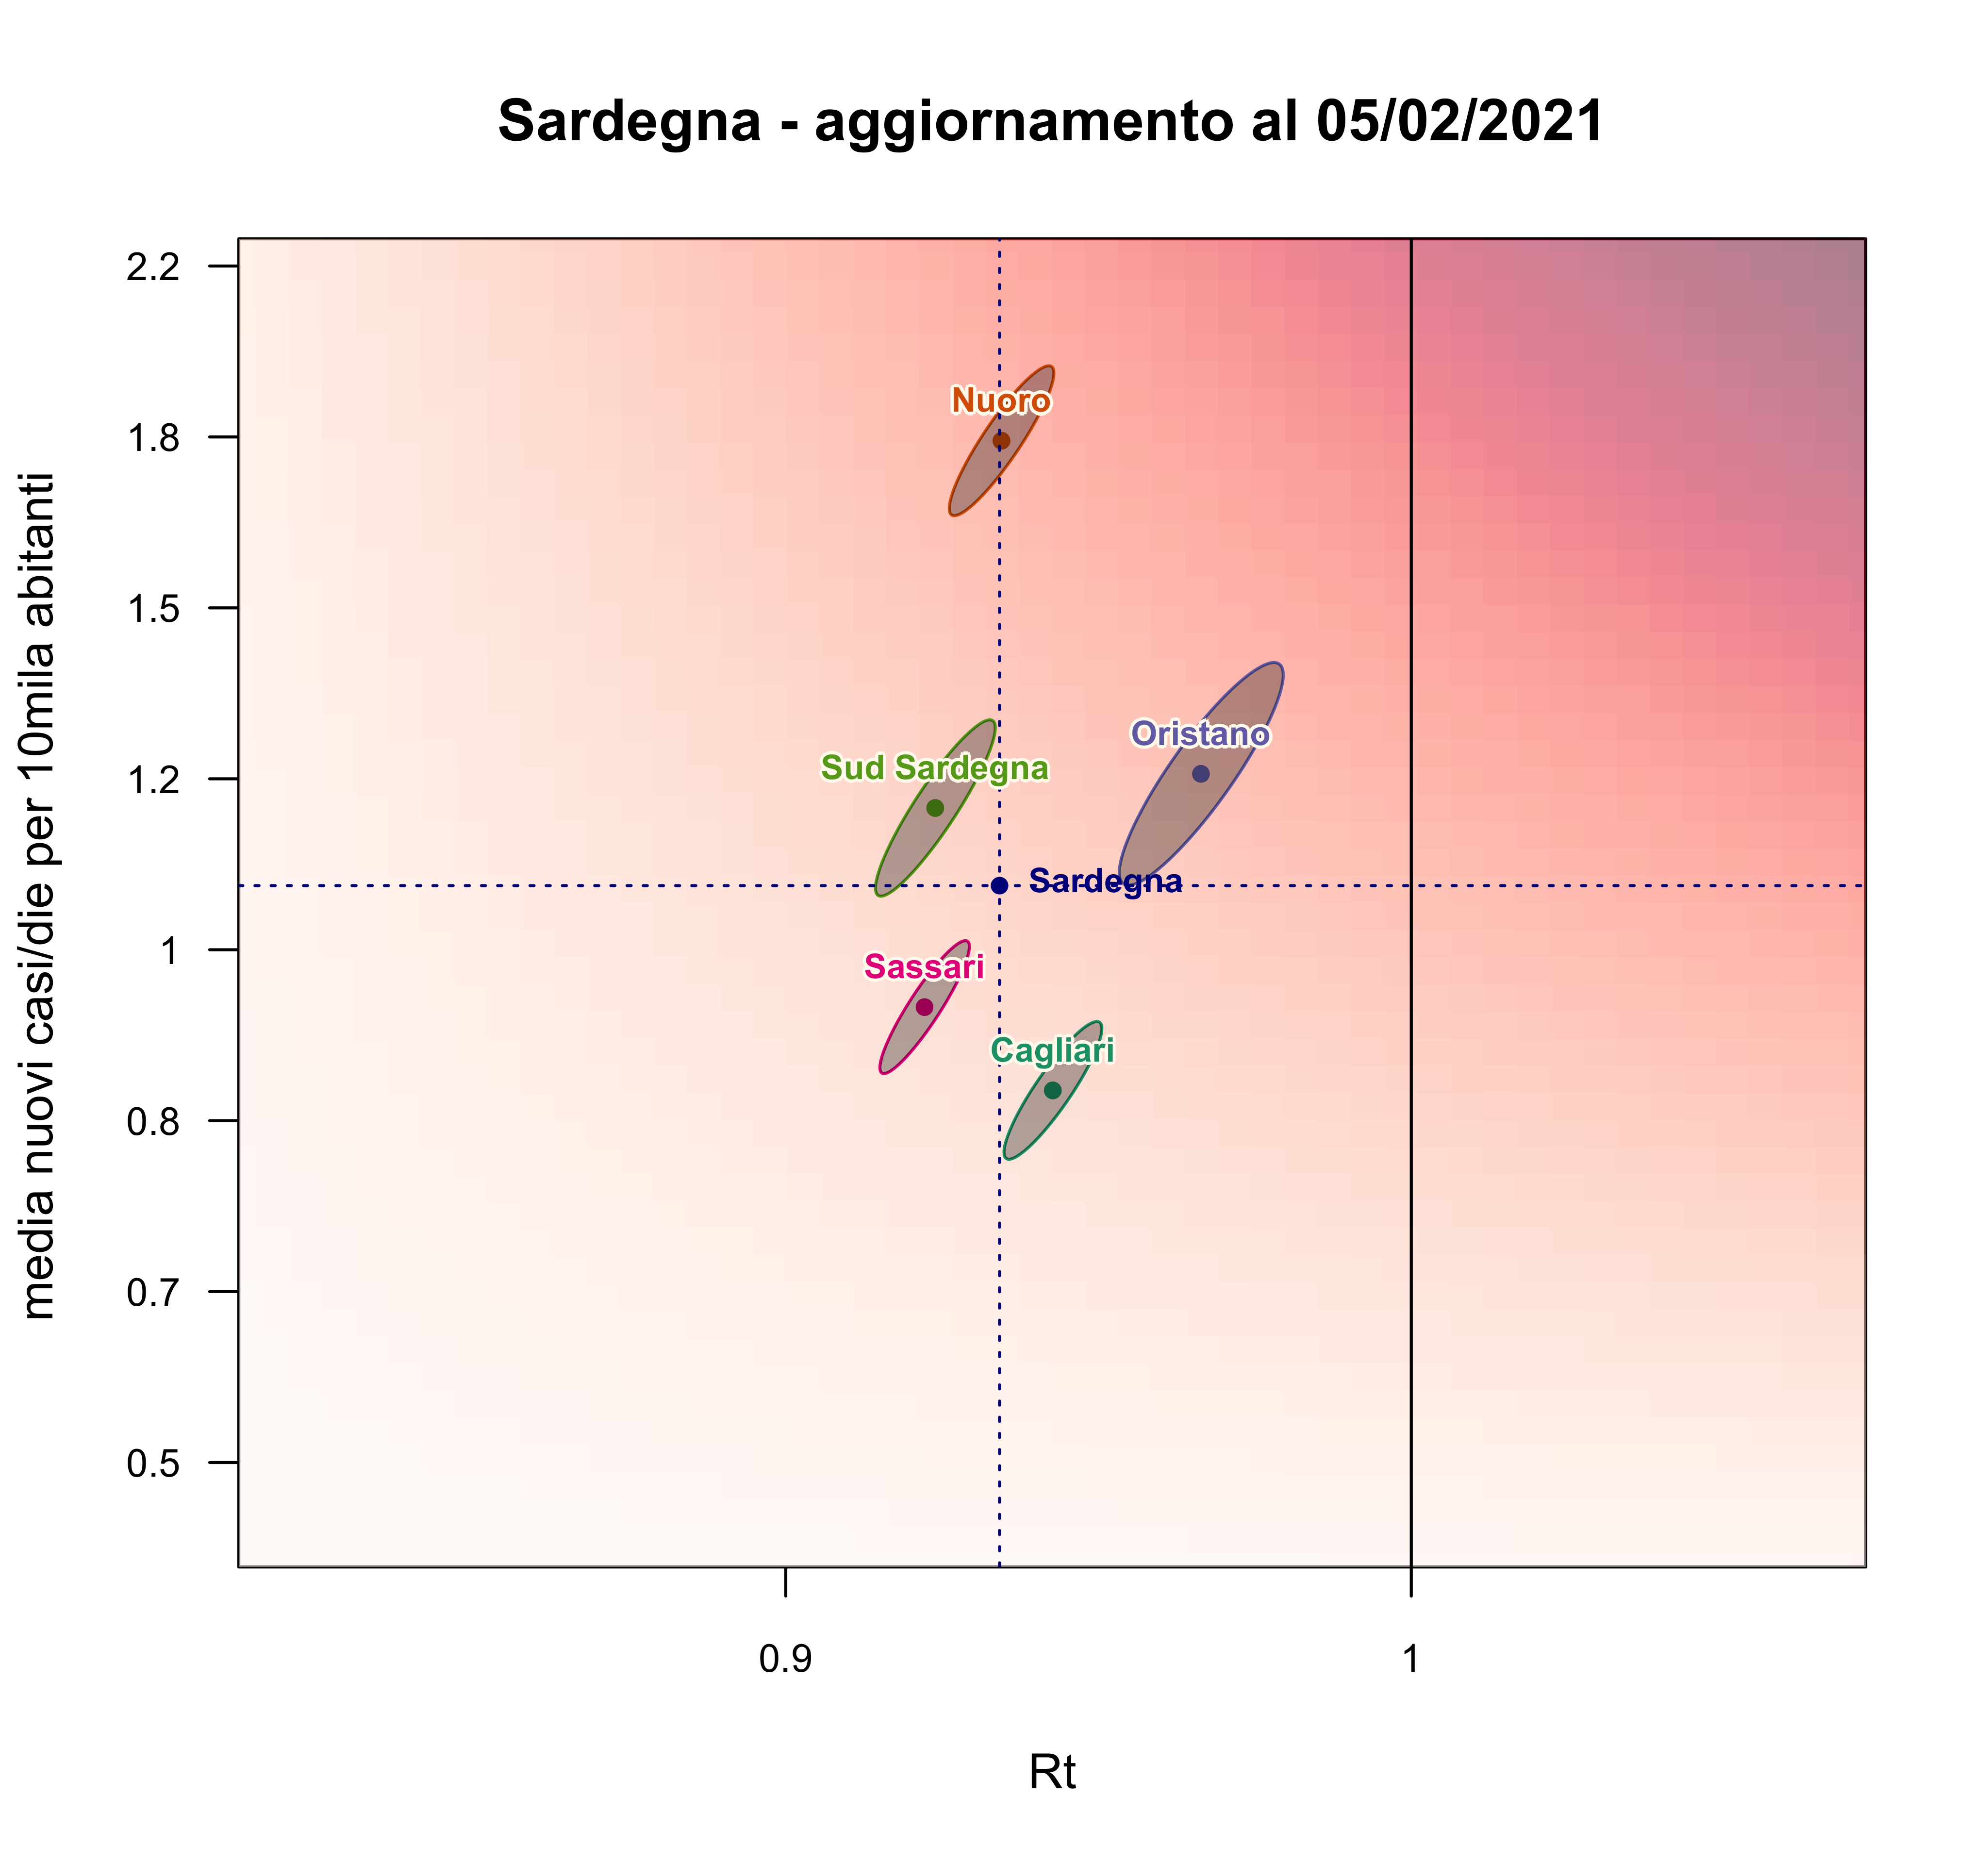 Sardegna - aggiornamento al 05/02/2021
media nuovi casi/die per 10mila abitanti
2.2
1.8
1.5
1.2
1
0.8
0.7
0.5
Nuoro
Oristano
Sud Sardegna
Sardegna
Sassari
Cagliari
0.9
1
Rt